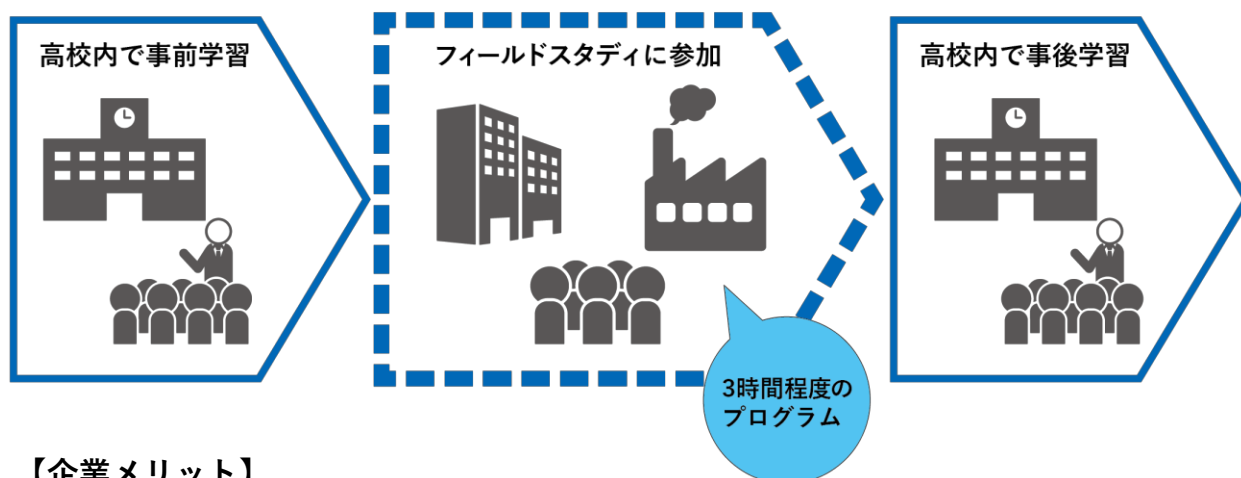 高校内で事前学習
フィールドスタディに参加
高校内で事後学習
3時間程度の
プログラム
【企業メリット】